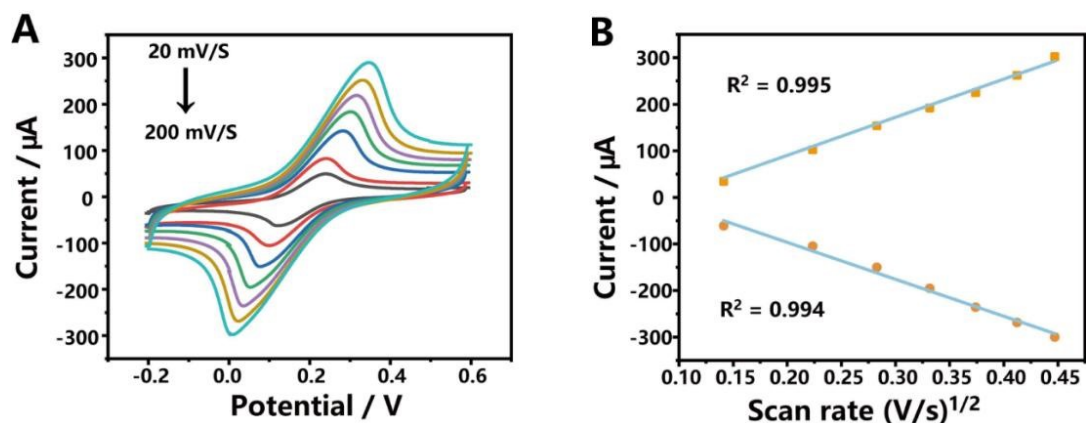 A
20 mV/S
200 mV/S
Current / μA
300
200
100
0
-100
-200
-300
-0.2
0.0
0.2
0.4
0.6
Potential / V
B
R² = 0.995
R² = 0.994
Current / μA
300
200
100
0
-100
-200
-300
0.10
0.15
0.20
0.25
0.30
0.35
0.40
0.45
Scan rate (V/s)¹ᐟ²